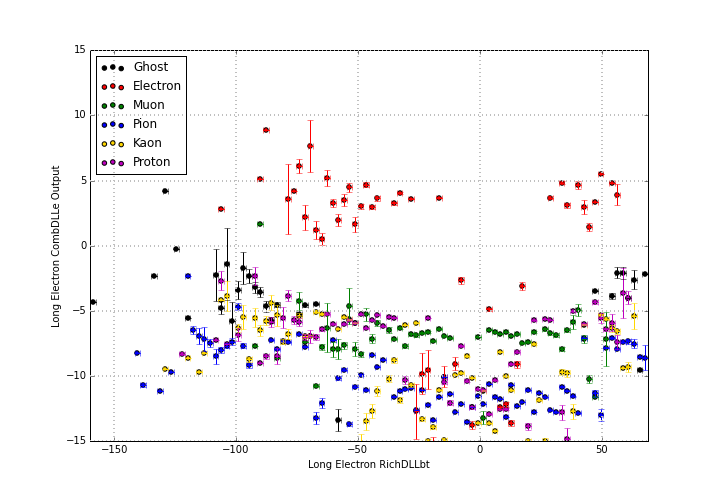 15
10
5
0
−5
−10
−15
Long Electron CombDLLe Output
Ghost
Electron
Muon
Pion
Kaon
Proton
−150
−100
−50
0
50
Long Electron RichDLLbt